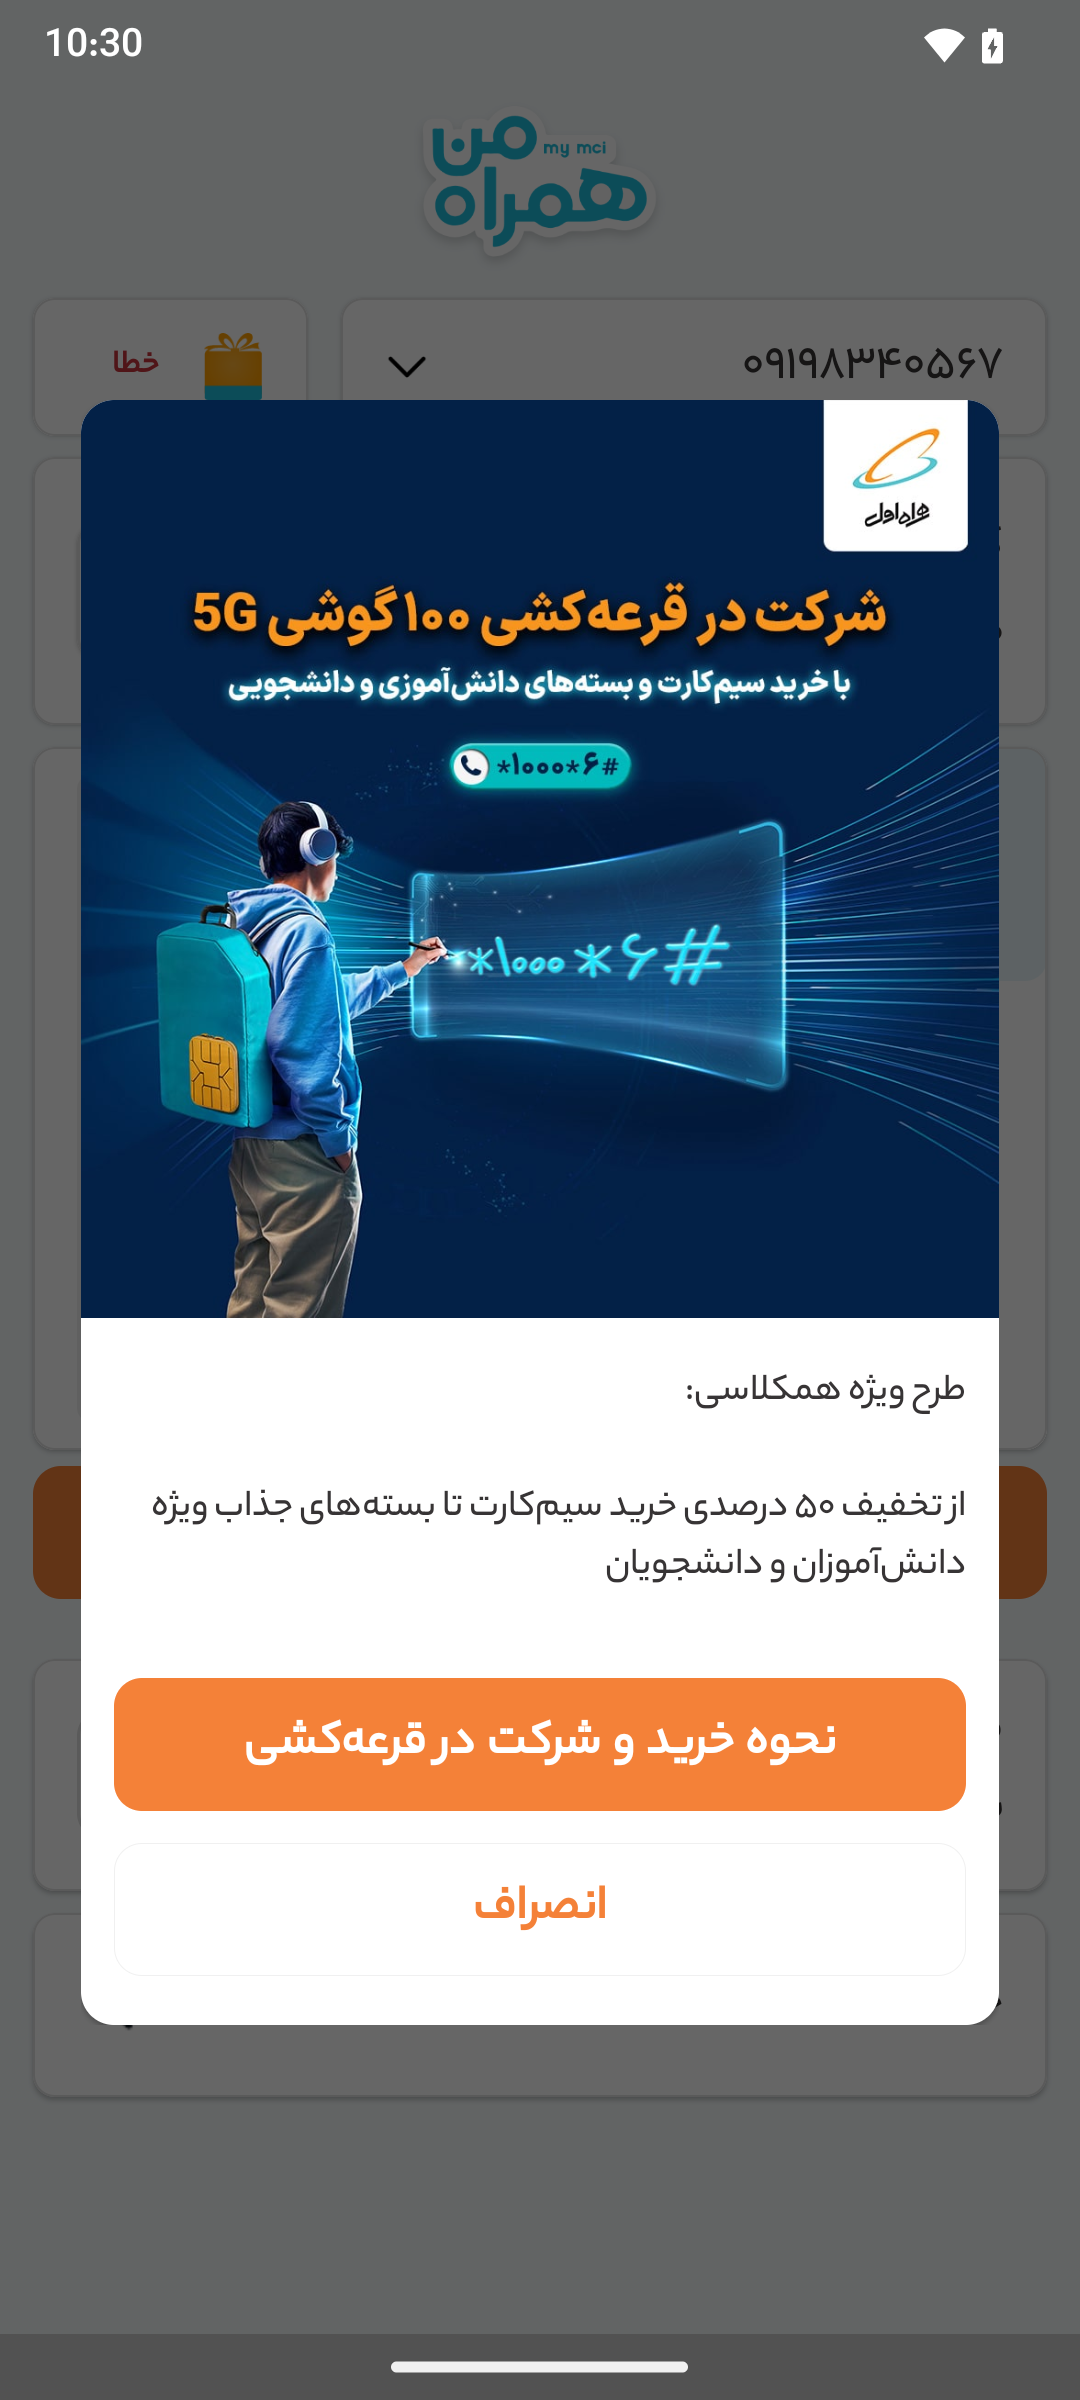 10:30
من
my mci
همراه
۰۹۱۹۸۳۴۰۵۶۷
خطا
همراه اول
شرکت در قرعه‌کشی ۱۰۰ گوشی 5G
با خرید سیم‌کارت و بسته‌های دانش‌آموزی و دانشجویی
*۱۰۰۰*۶#
*۱۰۰۰*۶#
طرح ویژه همکلاسی:
از تخفیف ۵۰ درصدی خرید سیم‌کارت تا بسته‌های جذاب ویژه
دانش‌آموزان و دانشجویان
نحوه خرید و شرکت در قرعه‌کشی
انصراف